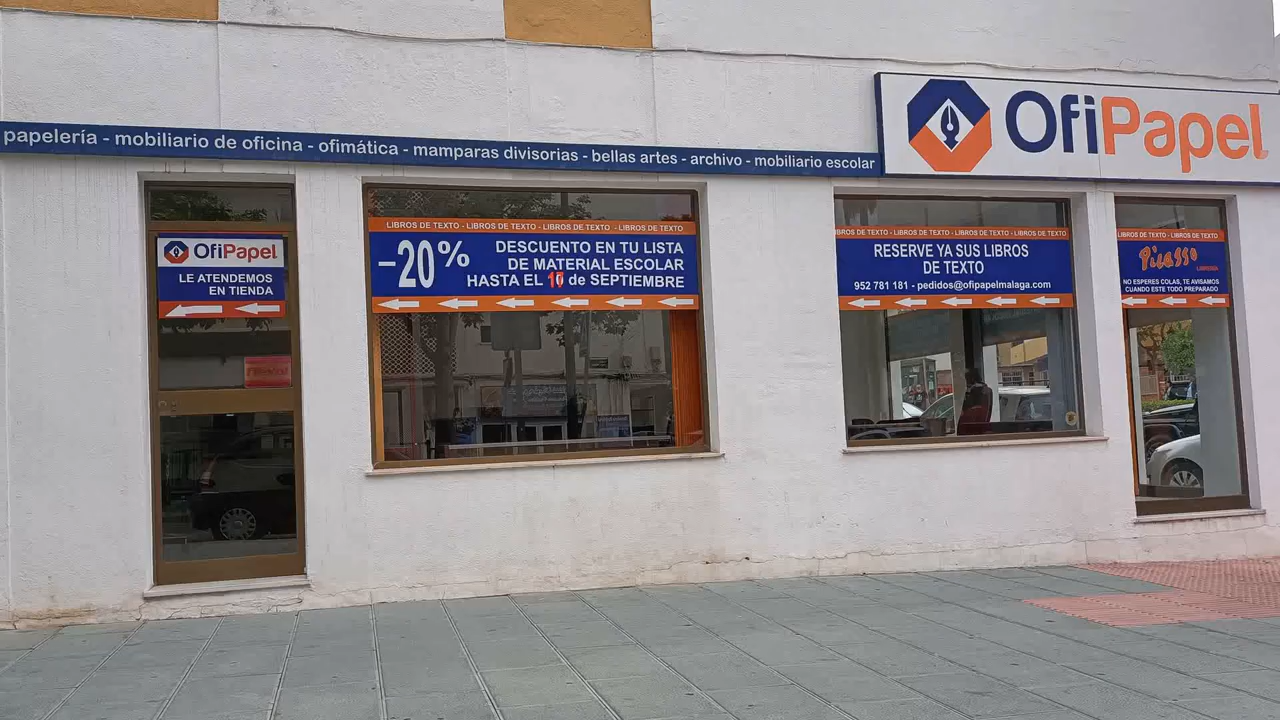 papelería - mobiliario de oficina - ofimática - mamparas divisorias - bellas artes - archivo - mobiliario escolar
OfiPapel
OfiPapel
LE ATENDEMOS
EN TIENDA
LIBROS DE TEXTO - LIBROS DE TEXTO - LIBROS DE TEXTO - LIBROS DE TEXTO
-20%
DESCUENTO EN TU LISTA
DE MATERIAL ESCOLAR
HASTA EL 10 de SEPTIEMBRE
LIBROS DE TEXTO - LIBROS DE TEXTO - LIBROS DE TEXTO - LIBROS DE TEXTO
RESERVE YA SUS LIBROS
DE TEXTO
952 781 181 - pedidos@ofipapelmalaga.com
LIBROS DE TEXTO - LIBROS DE TEXTO
Picasso
LIBRERÍA
NO ESPERES COLAS, TE AVISAMOS
CUANDO ESTE TODO PREPARADO